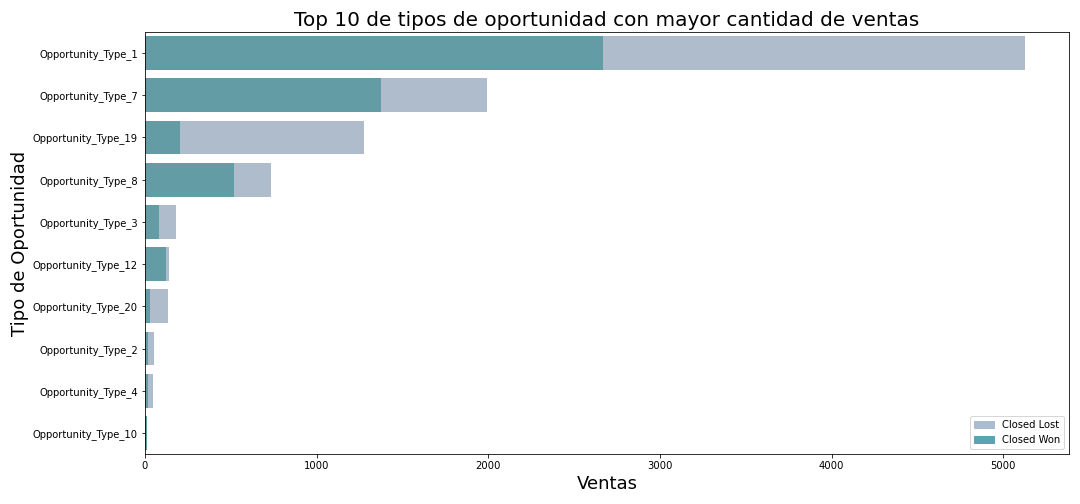 Top 10 de tipos de oportunidad con mayor cantidad de ventas
Tipo de Oportunidad
Opportunity_Type_1
Opportunity_Type_7
Opportunity_Type_19
Opportunity_Type_8
Opportunity_Type_3
Opportunity_Type_12
Opportunity_Type_20
Opportunity_Type_2
Opportunity_Type_4
Opportunity_Type_10
Closed Lost
Closed Won
0 1000 2000 3000 4000 5000
Ventas